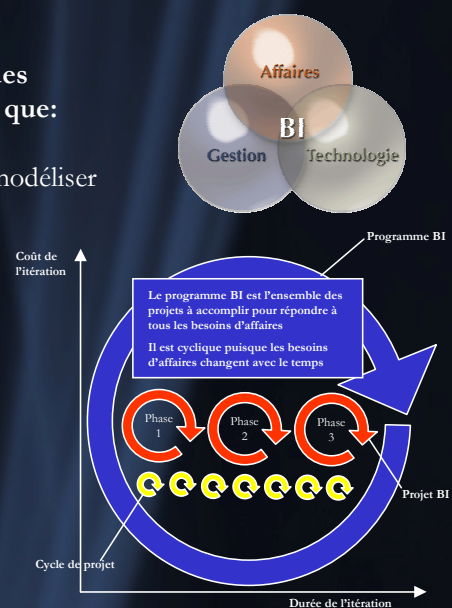 des
que:
modéliser
Affaires
BI
Gestion
Technologie
Programme BI
Coût de
l'itération
Le programme BI est l'ensemble des
projets à accomplir pour répondre à
tous les besoins d'affaires
Il est cyclique puisque les besoins
d'affaires changent avec le temps
Phase
1
Phase
2
Phase
3
Projet BI
Cycle de projet
Durée de l'itération